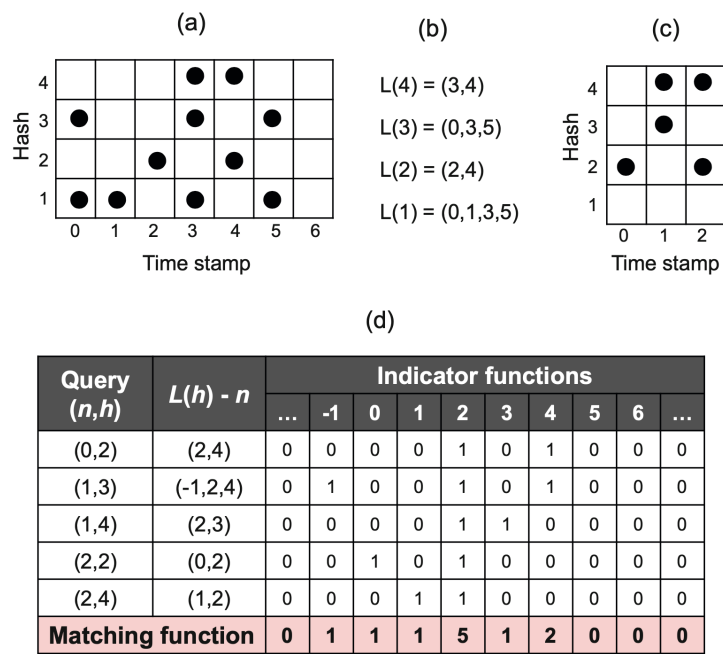 (a)
Hash
4
3
2
1
0 1 2 3 4 5 6
Time stamp
(b)
L(4) = (3,4)
L(3) = (0,3,5)
L(2) = (2,4)
L(1) = (0,1,3,5)
(c)
Hash
4
3
2
1
0 1 2
Time stamp
(d)
Query (n,h) L(h) - n Indicator functions
... -1 0 1 2 3 4 5 6 ...
(0,2) (2,4) 0 0 0 0 1 0 1 0 0 0
(1,3) (-1,2,4) 0 1 0 0 1 0 1 0 0 0
(1,4) (2,3) 0 0 0 0 1 1 0 0 0 0
(2,2) (0,2) 0 0 1 0 1 0 0 0 0 0
(2,4) (1,2) 0 0 0 1 1 0 0 0 0 0
Matching function 0 1 1 1 5 1 2 0 0 0